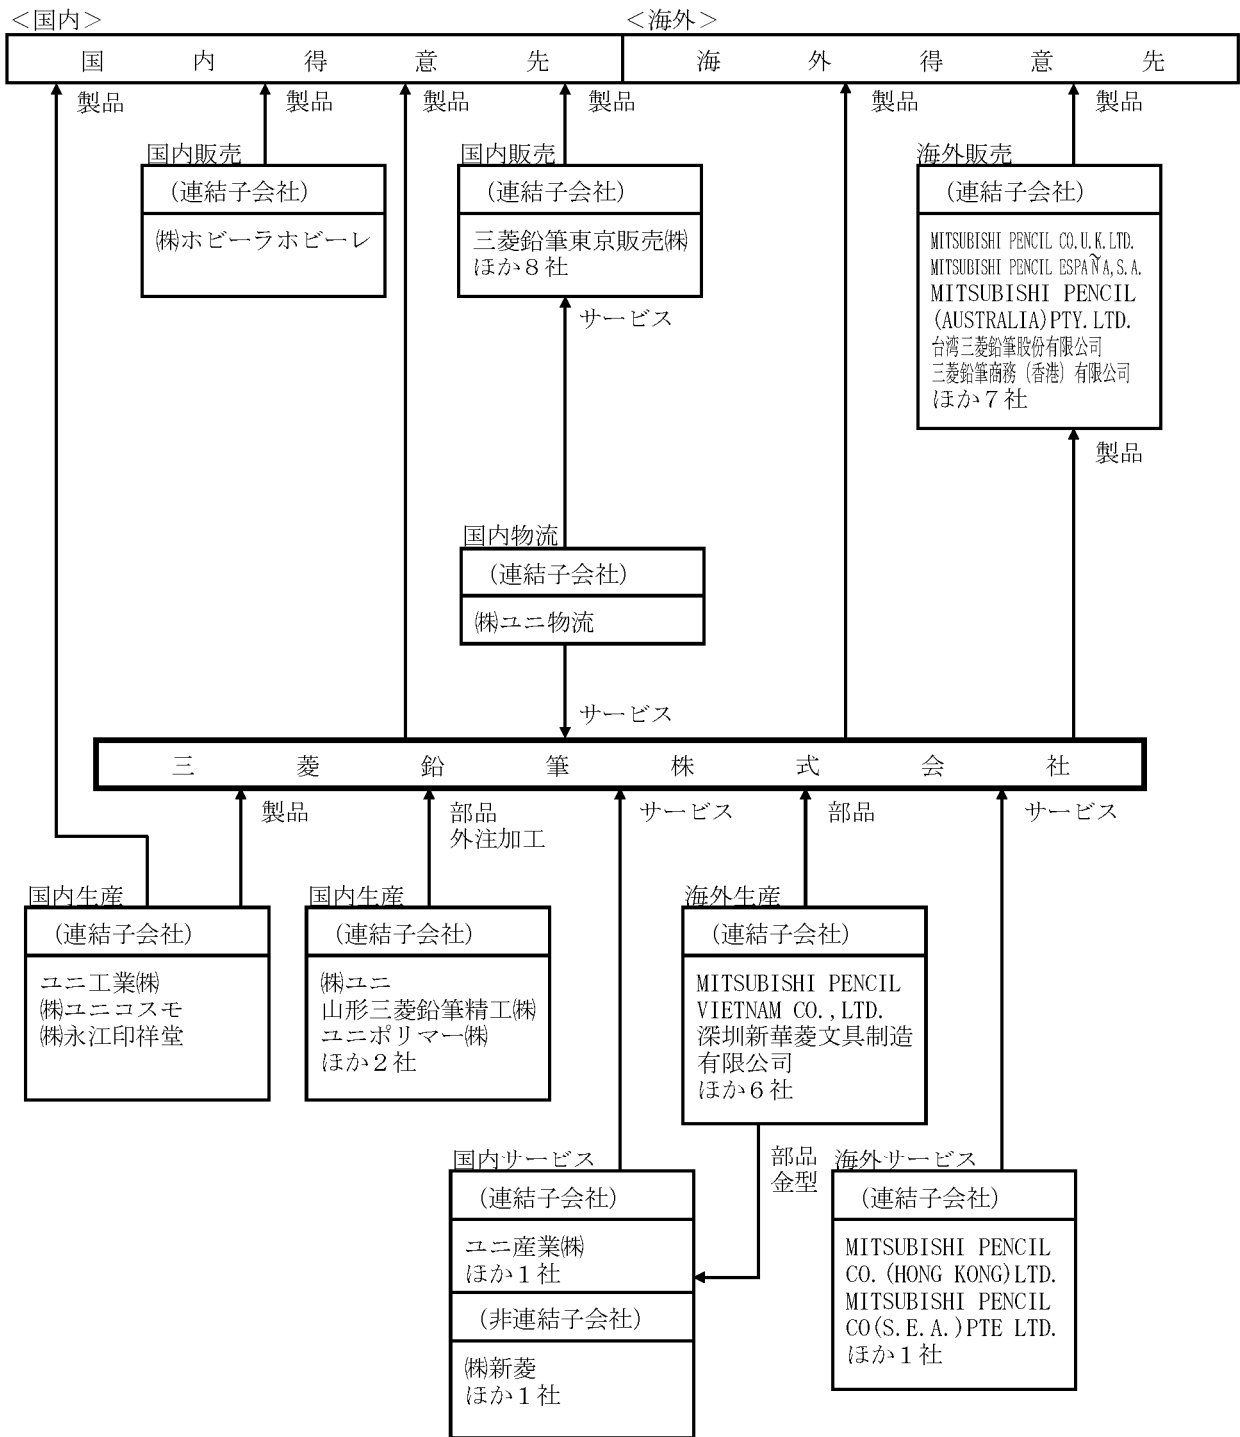 ＜国内＞
＜海外＞
国内得意先
海外得意先
製品
製品
製品
製品
製品
製品
国内販売
(連結子会社)
㈱ホビーラホビーレ
国内販売
(連結子会社)
三菱鉛筆東京販売㈱
ほか８社
海外販売
(連結子会社)
MITSUBISHI PENCIL CO.U.K.LTD.
MITSUBISHI PENCIL ESPAÑA,S.A.
MITSUBISHI PENCIL
(AUSTRALIA)PTY.LTD.
台湾三菱鉛筆股份有限公司
三菱鉛筆商務（香港）有限公司
ほか７社
サービス
製品
国内物流
(連結子会社)
㈱ユニ物流
サービス
三菱鉛筆株式会社
製品
部品
外注加工
サービス
部品
サービス
国内生産
(連結子会社)
ユニ工業㈱
㈱ユニコスモ
㈱永江印祥堂
国内生産
(連結子会社)
㈱ユニ
山形三菱鉛筆精工㈱
ユニポリマー㈱
ほか２社
海外生産
(連結子会社)
MITSUBISHI PENCIL
VIETNAM CO.,LTD.
深圳新華菱文具制造
有限公司
ほか６社
部品
金型
国内サービス
(連結子会社)
ユニ産業㈱
ほか１社
(非連結子会社)
㈱新菱
ほか１社
海外サービス
(連結子会社)
MITSUBISHI PENCIL
CO.(HONG KONG)LTD.
MITSUBISHI PENCIL
CO(S.E.A.)PTE LTD.
ほか１社